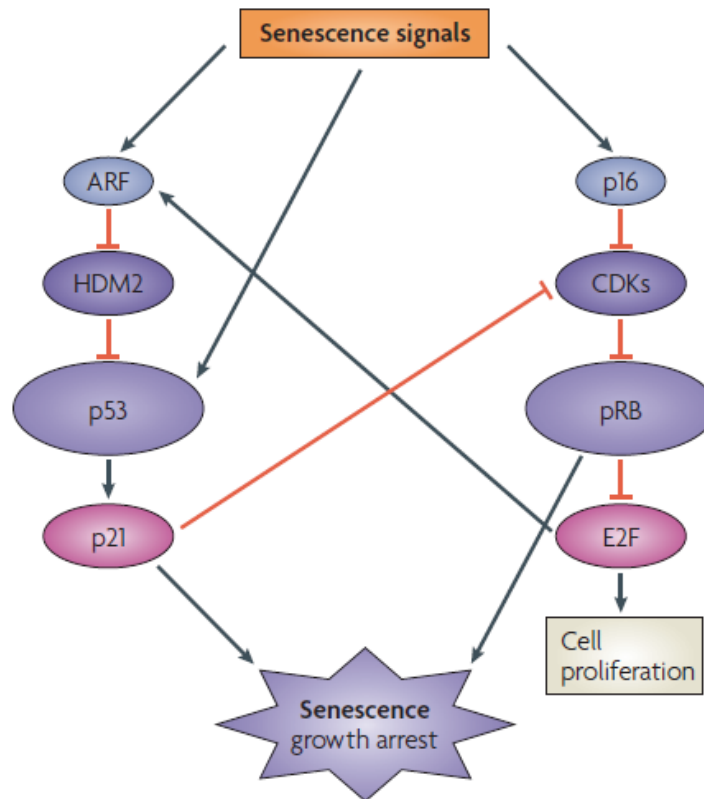 Senescence signals
ARF
p16
HDM2
CDKs
p53
pRB
p21
E2F
Cell
proliferation
Senescence
growth arrest